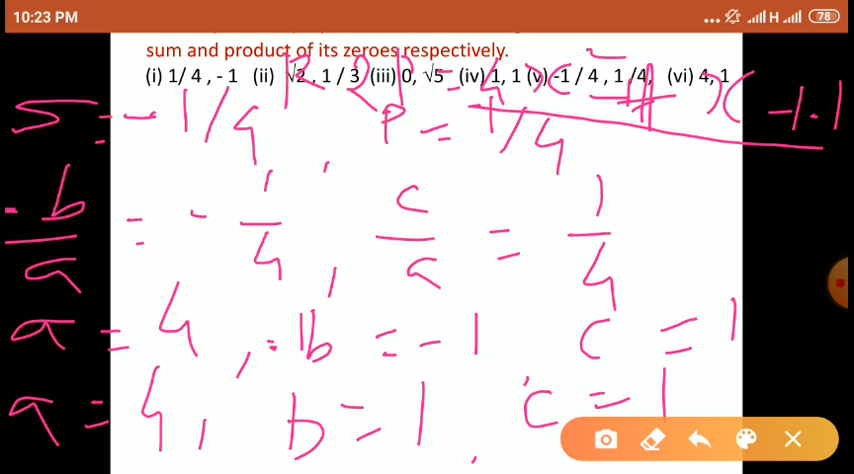 10:23 PM
78
sum and product of its zeroes respectively.
(i) 1/ 4 , - 1 (ii) √2 , 1 / 3 (iii) 0, √5 (iv) 1, 1 (v) -1 / 4 , 1 /4, (vi) 4, 1
S = - 1/4 , P = 1/4
-b/a = - 1/4 , c/a = 1/4
a = 4 , -b = - 1 c = 1
a = 4, b = 1, c = 1